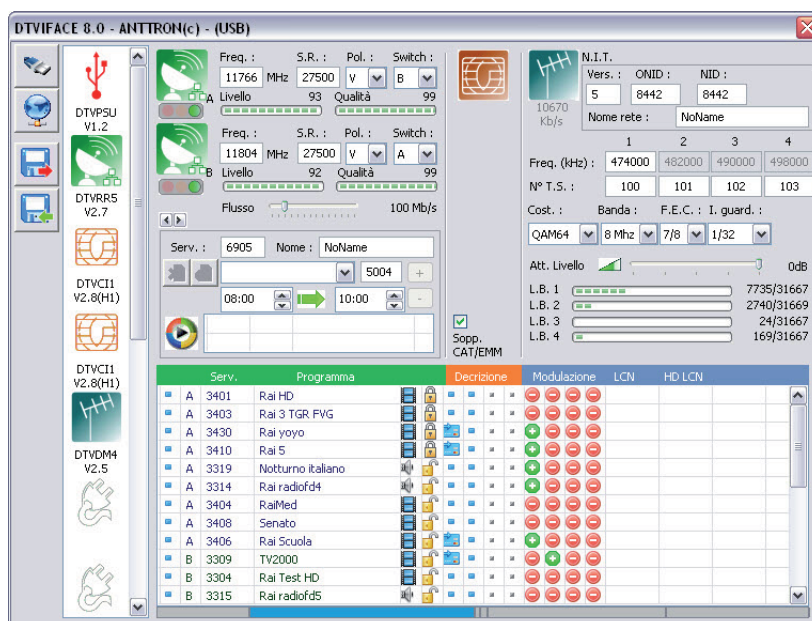 DTVIFACE 8.0 - ANTTRON(c) - (USB)
DTVPSU
V1.2
DTVRR5
V2.7
DTVCI1
V2.8(H1)
DTVCI1
V2.8(H1)
DTVDM4
V2.5
Freq. : S.R. : Pol. : Switch :
11766 MHz 27500 V B
A Livello 93 Qualità 99
Freq. : S.R. : Pol. : Switch :
11804 MHz 27500 V A
B Livello 92 Qualità 99
Flusso 100 Mb/s
Serv. : 6905 Nome : NoName
5004 +
08:00 10:00 -
Sopp.
CAT/EMM
10670
Kb/s
N.I.T.
Vers. : ONID : NID :
5 8442 8442
Nome rete : NoName
1 2 3 4
Freq. (kHz) : 474000 482000 490000 498000
N° T.S. : 100 101 102 103
Cost. : Banda : F.E.C. : I. guard. :
QAM64 8 Mhz 7/8 1/32
Att. Livello 0dB
L.B. 1 7735/31667
L.B. 2 2740/31669
L.B. 3 24/31667
L.B. 4 169/31667
Serv. Programma Decrizione Modulazione LCN HD LCN
A 3401 Rai HD
A 3403 Rai 3 TGR FVG
A 3430 Rai yoyo
A 3410 Rai 5
A 3319 Notturno italiano
A 3314 Rai radiofd4
A 3404 RaiMed
A 3408 Senato
A 3406 Rai Scuola
B 3309 TV2000
B 3304 Rai Test HD
B 3315 Rai radiofd5